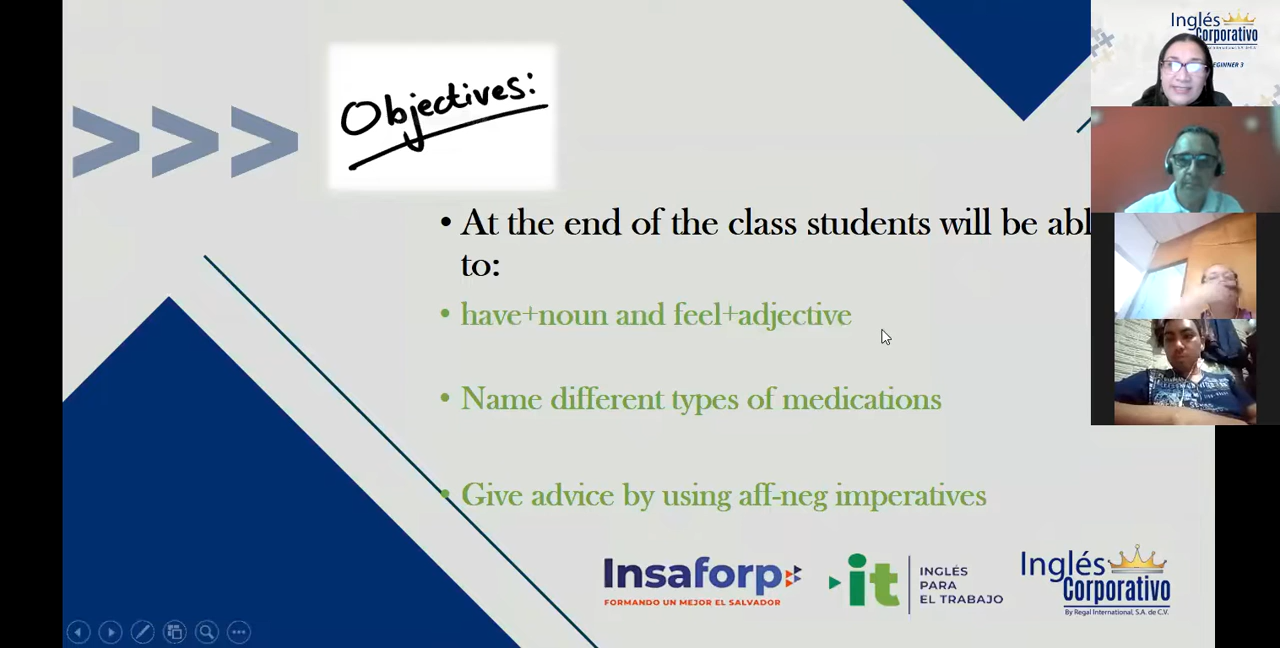 Objectives:
• At the end of the class students will be abl
to:
• have+noun and feel+adjective
• Name different types of medications
• Give advice by using aff-neg imperatives
Insaforp
FORMANDO UN MEJOR EL SALVADOR
it
INGLÉS
PARA
EL TRABAJO
Inglés
Corporativo
By Regal International, S.A. de C.V.
Inglés
Corporativo
EGINNER 3